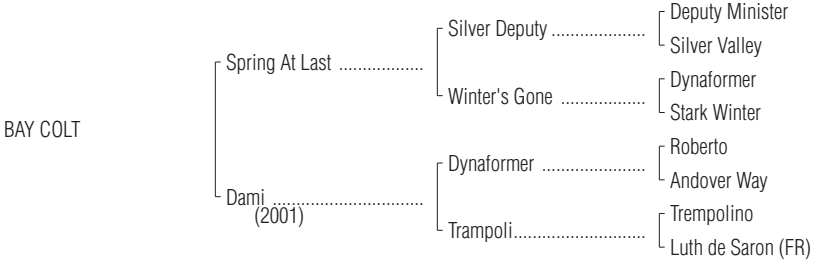 Deputy Minister
Silver Deputy ....................
Silver Valley
Spring At Last ..................
Dynaformer
Winter's Gone ..................
Stark Winter
BAY COLT
Roberto
Dynaformer ......................
Andover Way
Dami ................................
(2001)
Trempolino
Trampoli............................
Luth de Saron (FR)